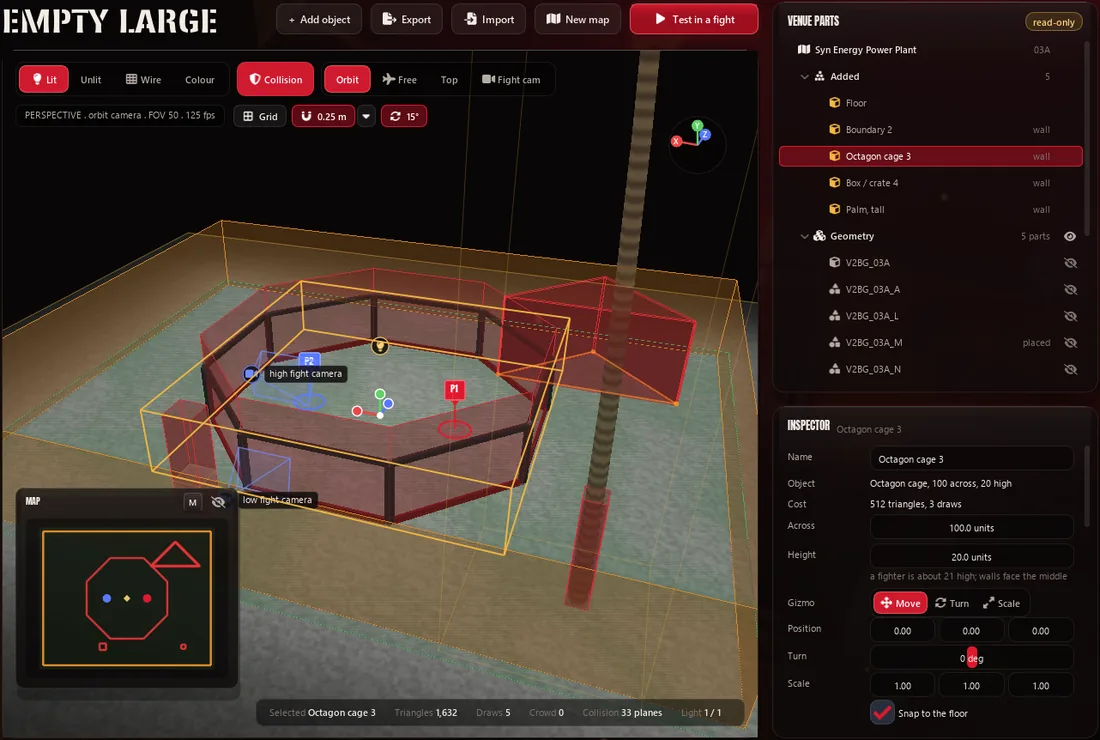 EMPTY LARGE
+ Add object
Export
Import
New map
Test in a fight
Lit
Unlit
Wire
Colour
Collision
Orbit
Free
Top
Fight cam
PERSPECTIVE . orbit camera . FOV 50 . 125 fps
Grid
0.25 m
15°
Y
X
Z
P2
high fight camera
P1
low fight camera
MAP
M
Selected Octagon cage 3
Triangles 1,632
Draws 5
Crowd 0
Collision 33 planes
Light 1 / 1
VENUE PARTS
read-only
Syn Energy Power Plant 03A
Added 5
Floor
Boundary 2 wall
Octagon cage 3 wall
Box / crate 4 wall
Palm, tall wall
Geometry 5 parts
V2BG_03A
V2BG_03A_A
V2BG_03A_L
V2BG_03A_M placed
V2BG_03A_N
INSPECTOR Octagon cage 3
Name Octagon cage 3
Object Octagon cage, 100 across, 20 high
Cost 512 triangles, 3 draws
Across 100.0 units
Height 20.0 units
a fighter is about 21 high; walls face the middle
Gizmo Move Turn Scale
Position 0.00 0.00 0.00
Turn 0 deg
Scale 1.00 1.00 1.00
Snap to the floor